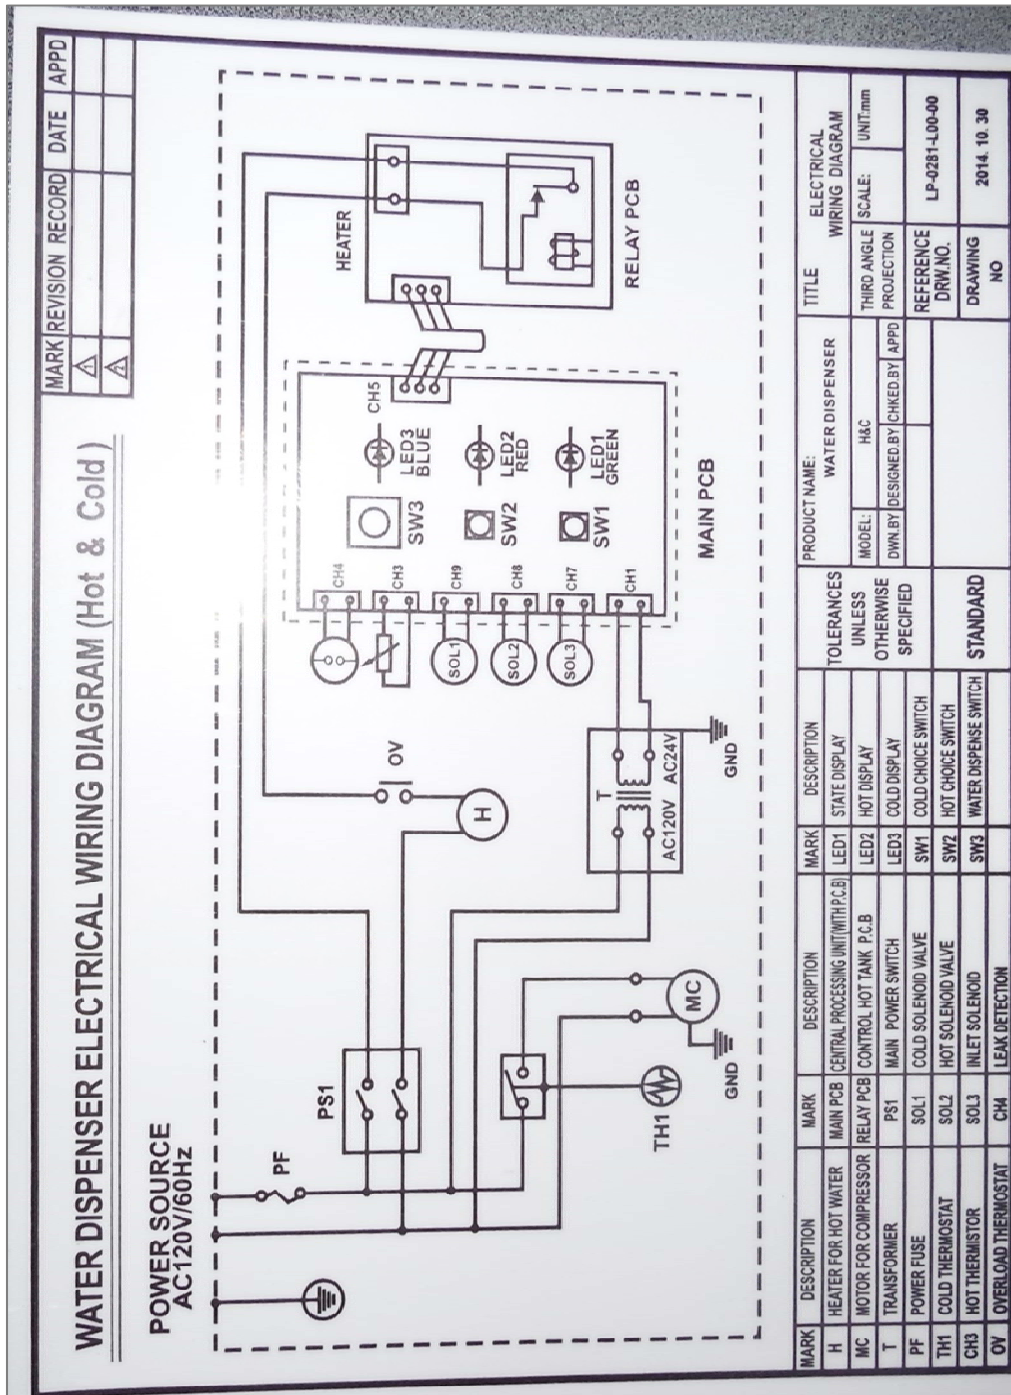 WATER DISPENSER ELECTRICAL WIRING DIAGRAM (Hot & Cold )
MARK REVISION RECORD DATE APPD
1
2
POWER SOURCE
AC120V/60Hz
PF
PS1
TH1
MC
GND
H
OV
T
AC120V AC24V
GND
CH4
CH3
SOL1 CH9
SOL2 CH8
SOL3 CH7
CH1
SW3
SW2
SW1
LED3
BLUE
LED2
RED
LED1
GREEN
CH5
MAIN PCB
HEATER
RELAY PCB
MARK DESCRIPTION MARK DESCRIPTION MARK DESCRIPTION
H HEATER FOR HOT WATER MAIN PCB CENTRAL PROCESSING UNIT(WITH P.C.B) LED1 STATE DISPLAY
MC MOTOR FOR COMPRESSOR RELAY PCB CONTROL HOT TANK P.C.B LED2 HOT DISPLAY
T TRANSFORMER PS1 MAIN POWER SWITCH LED3 COLD DISPLAY
PF POWER FUSE SOL1 COLD SOLENOID VALVE SW1 COLD CHOICE SWITCH
TH1 COLD THERMOSTAT SOL2 HOT SOLENOID VALVE SW2 HOT CHOICE SWITCH
CH3 HOT THERMISTOR SOL3 INLET SOLENOID SW3 WATER DISPENSE SWITCH
OV OVERLOAD THERMOSTAT CH4 LEAK DETECTION
TOLERANCES
UNLESS
OTHERWISE
SPECIFIED
STANDARD
PRODUCT NAME:
WATER DISPENSER
MODEL: H&C
DWN.BY DESIGNED.BY CHKED.BY APPD
TITLE ELECTRICAL
WIRING DIAGRAM
THIRD ANGLE
PROJECTION
SCALE: UNIT:mm
REFERENCE
DRW.NO.
LP-0281-L00-00
DRAWING
NO
2014. 10. 30